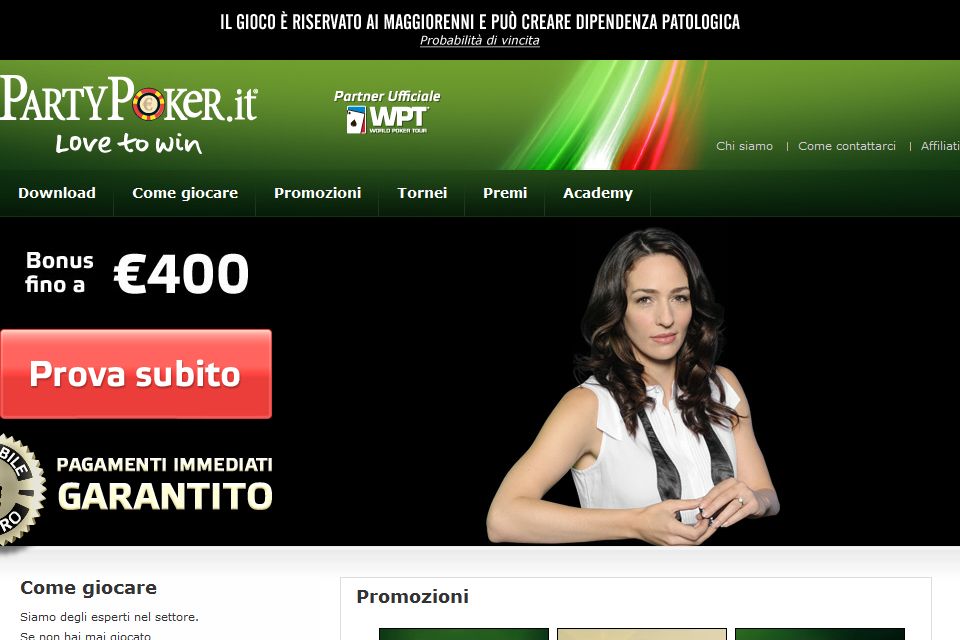 IL GIOCO È RISERVATO AI MAGGIORENNI E PUÒ CREARE DIPENDENZA PATOLOGICA
Probabilità di vincita
PARTYPOKER.it
Love to win
Partner Ufficiale
WPT
WORLD POKER TOUR
Chi siamo | Come contattarci | Affiliati
Download Come giocare Promozioni Tornei Premi Academy
Bonus
fino a €400
Prova subito
PAGAMENTI IMMEDIATI
GARANTITO
Come giocare
Siamo degli esperti nel settore.
Se non hai mai giocato
Promozioni